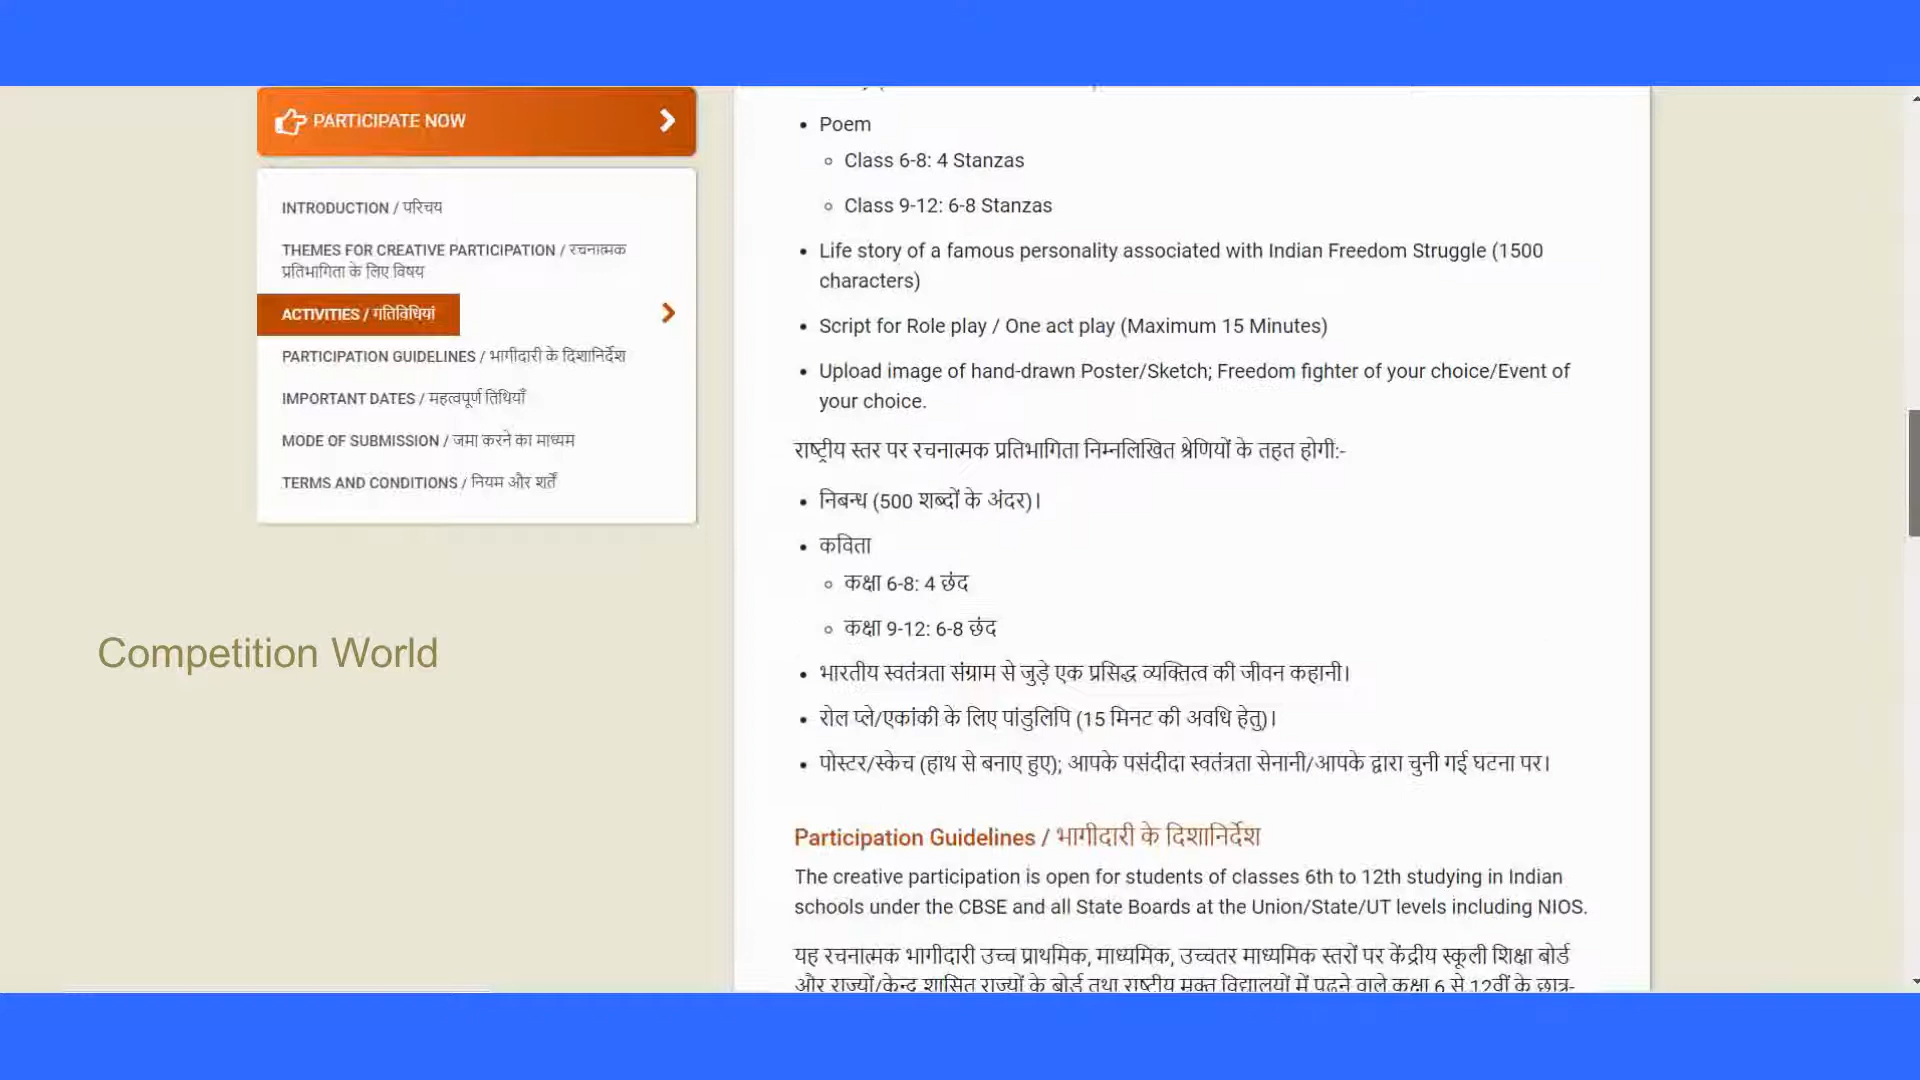 PARTICIPATE NOW
INTRODUCTION / परिचय
THEMES FOR CREATIVE PARTICIPATION / रचनात्मक
प्रतिभागिता के लिए विषय
ACTIVITIES / गतिविधियां
PARTICIPATION GUIDELINES / भागीदारी के दिशानिर्देश
IMPORTANT DATES / महत्वपूर्ण तिथियाँ
MODE OF SUBMISSION / जमा करने का माध्यम
TERMS AND CONDITIONS / नियम और शर्तें
Competition World
• Poem
Class 6-8: 4 Stanzas
Class 9-12: 6-8 Stanzas
• Life story of a famous personality associated with Indian Freedom Struggle (1500
characters)
• Script for Role play / One act play (Maximum 15 Minutes)
• Upload image of hand-drawn Poster/Sketch; Freedom fighter of your choice/Event of
your choice.
राष्ट्रीय स्तर पर रचनात्मक प्रतिभागिता निम्नलिखित श्रेणियों के तहत होगी:-
• निबन्ध (500 शब्दों के अंदर)।
• कविता
कक्षा 6-8: 4 छंद
कक्षा 9-12: 6-8 छंद
• भारतीय स्वतंत्रता संग्राम से जुड़े एक प्रसिद्ध व्यक्तित्व की जीवन कहानी।
• रोल प्ले/एकांकी के लिए पांडुलिपि (15 मिनट की अवधि हेतु)।
• पोस्टर/स्केच (हाथ से बनाए हुए); आपके पसंदीदा स्वतंत्रता सेनानी/आपके द्वारा चुनी गई घटना पर।
Participation Guidelines / भागीदारी के दिशानिर्देश
The creative participation is open for students of classes 6th to 12th studying in Indian
schools under the CBSE and all State Boards at the Union/State/UT levels including NIOS.
यह रचनात्मक भागीदारी उच्च प्राथमिक, माध्यमिक, उच्चतर माध्यमिक स्तरों पर केंद्रीय स्कूली शिक्षा बोर्ड
और राज्यों/केन्द्र शासित राज्यों के बोर्ड तथा राष्ट्रीय मुक्त विद्यालयों में पढ़ने वाले कक्षा 6 से 12वीं के छात्र-